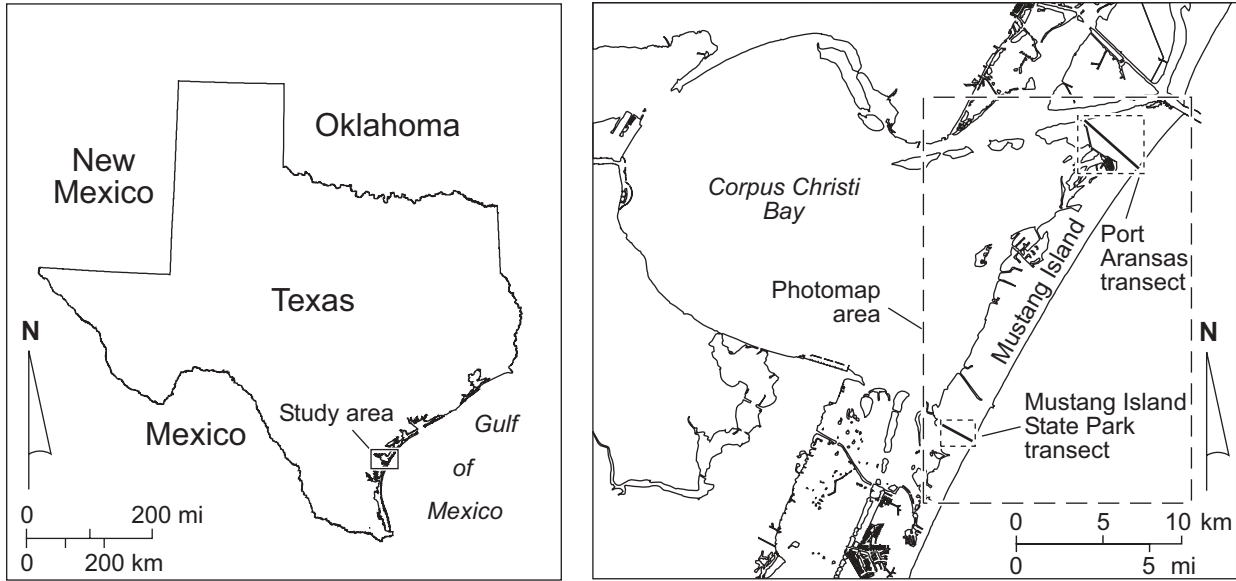 Oklahoma
New
Mexico
Texas
N
Study area
Mexico
Gulf
of
Mexico
0 200 mi
0 200 km
Corpus Christi
Bay
Port
Aransas
transect
Mustang Island
Photomap
area
N
Mustang Island
State Park
transect
0 5 10 km
0 5 mi